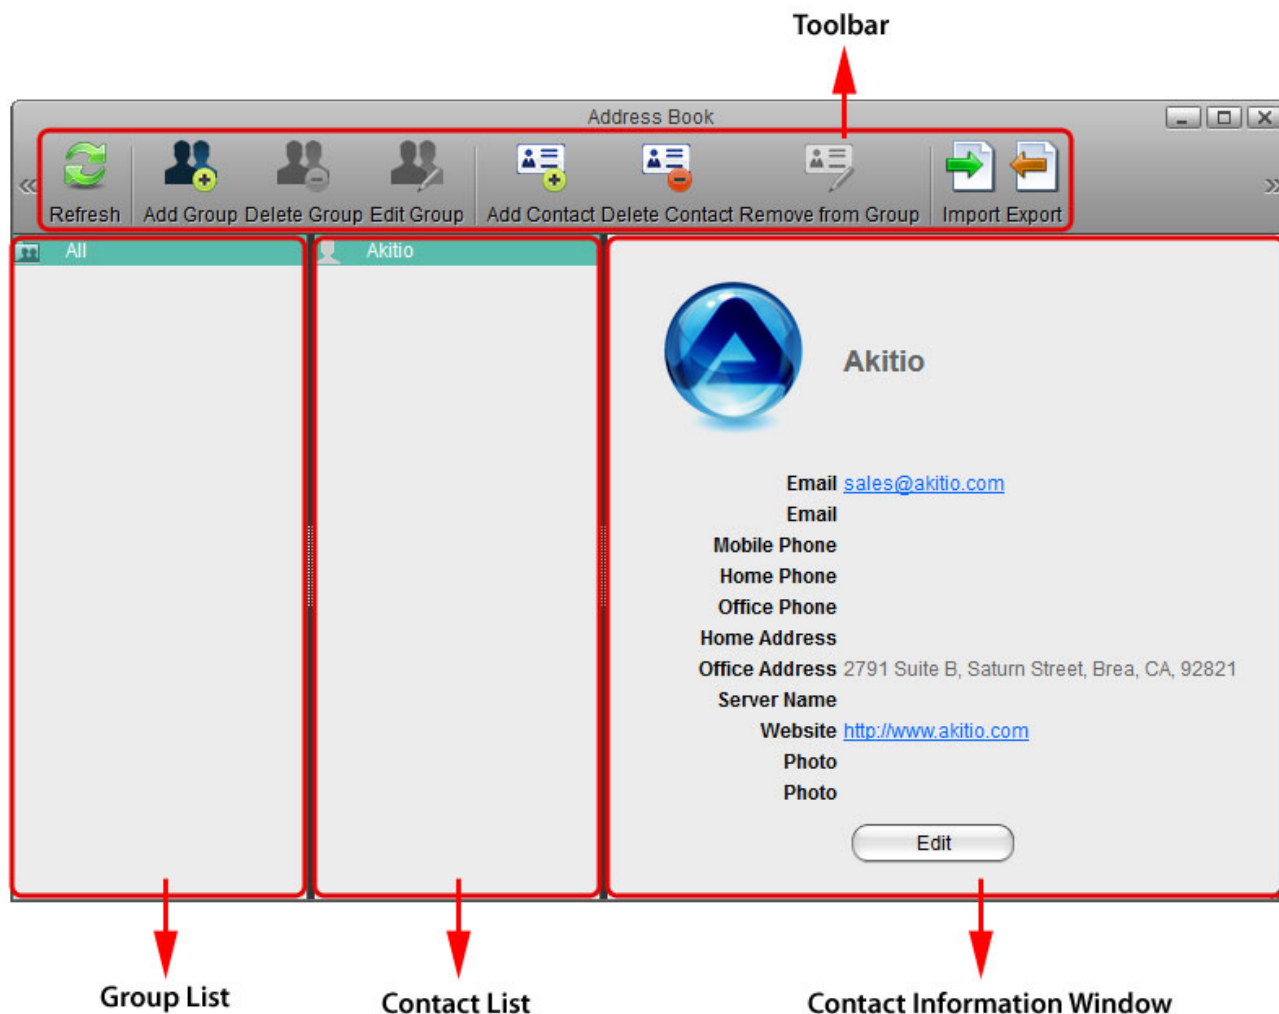 Toolbar
Address Book
Refresh Add Group Delete Group Edit Group Add Contact Delete Contact Remove from Group Import Export
All
Akitio
Akitio
Email sales@akitio.com
Email
Mobile Phone
Home Phone
Office Phone
Home Address
Office Address 2791 Suite B, Saturn Street, Brea, CA, 92821
Server Name
Website http://www.akitio.com
Photo
Photo
Edit
Group List
Contact List
Contact Information Window